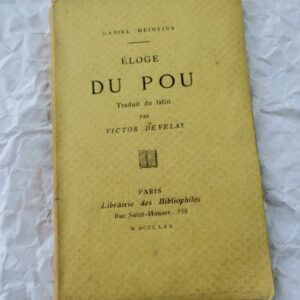 DANIEL HEINSIUS
ÉLOGE
DU POU
Traduit du latin
PAR
VICTOR DEVELAY
PARIS
Librairie des Bibliophiles
Rue Saint-Honoré, 338
M DCCC LXX